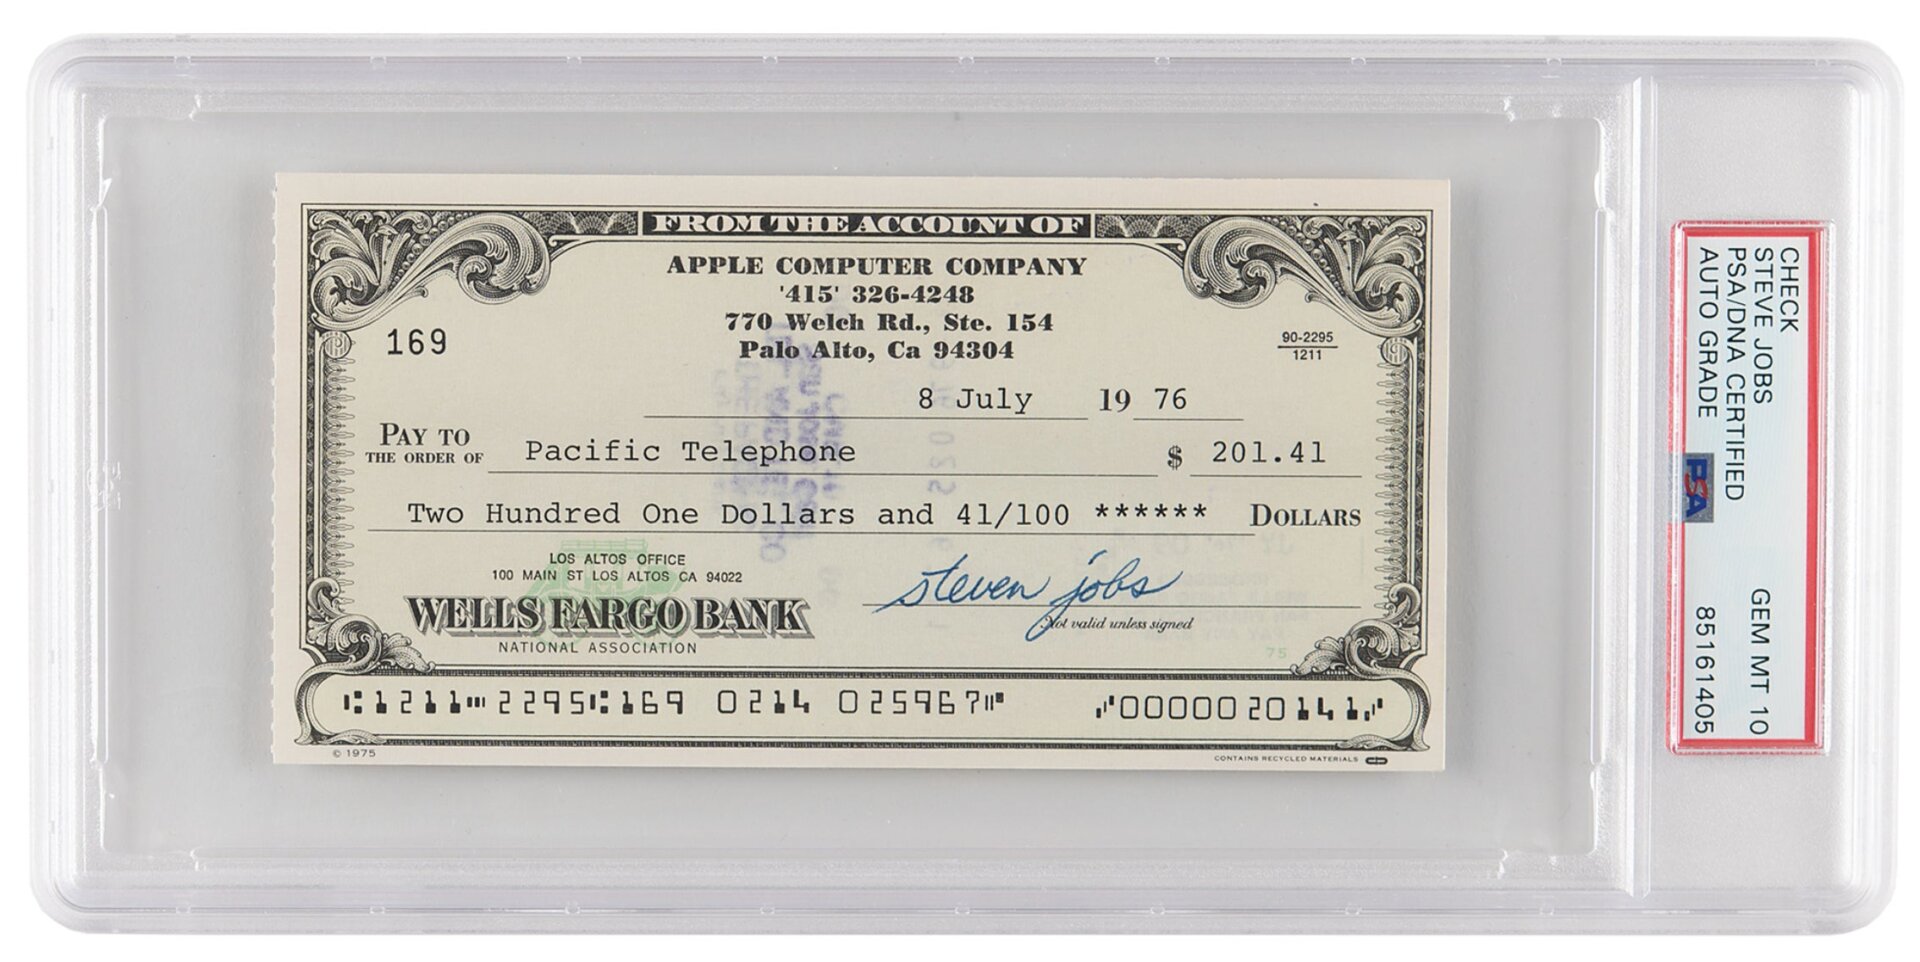 FROM THE ACCOUNT OF
APPLE COMPUTER COMPANY
'415' 326-4248
770 Welch Rd., Ste. 154
Palo Alto, Ca 94304
169
90-2295
1211
8 July 19 76
PAY TO
THE ORDER OF Pacific Telephone $ 201.41
Two Hundred One Dollars and 41/100 ****** DOLLARS
LOS ALTOS OFFICE
100 MAIN ST LOS ALTOS CA 94022
WELLS FARGO BANK
NATIONAL ASSOCIATION
steven jobs
Not valid unless signed
75
⑆1211⑉2295⑆169 0214 025967⑈ ⑇0000020141⑇
© 1975
CONTAINS RECYCLED MATERIALS
CHECK
STEVE JOBS
PSA/DNA CERTIFIED
AUTO GRADE
GEM MT 10
85161405
PSA